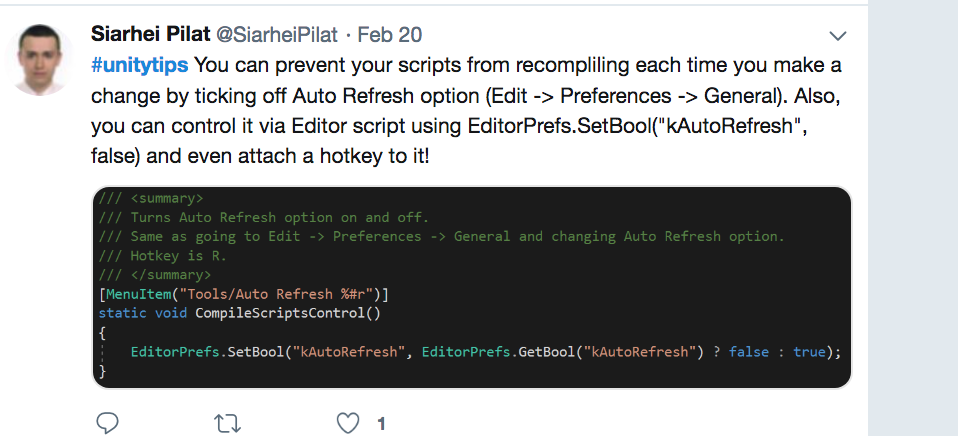 Siarhei Pilat @SiarheiPilat · Feb 20
#unitytips You can prevent your scripts from recompliling each time you make a
change by ticking off Auto Refresh option (Edit -> Preferences -> General). Also,
you can control it via Editor script using EditorPrefs.SetBool("kAutoRefresh",
false) and even attach a hotkey to it!
/// <summary>
/// Turns Auto Refresh option on and off.
/// Same as going to Edit -> Preferences -> General and changing Auto Refresh option.
/// Hotkey is R.
/// </summary>
[MenuItem("Tools/Auto Refresh %#r")]
static void CompileScriptsControl()
{
EditorPrefs.SetBool("kAutoRefresh", EditorPrefs.GetBool("kAutoRefresh") ? false : true);
}
1